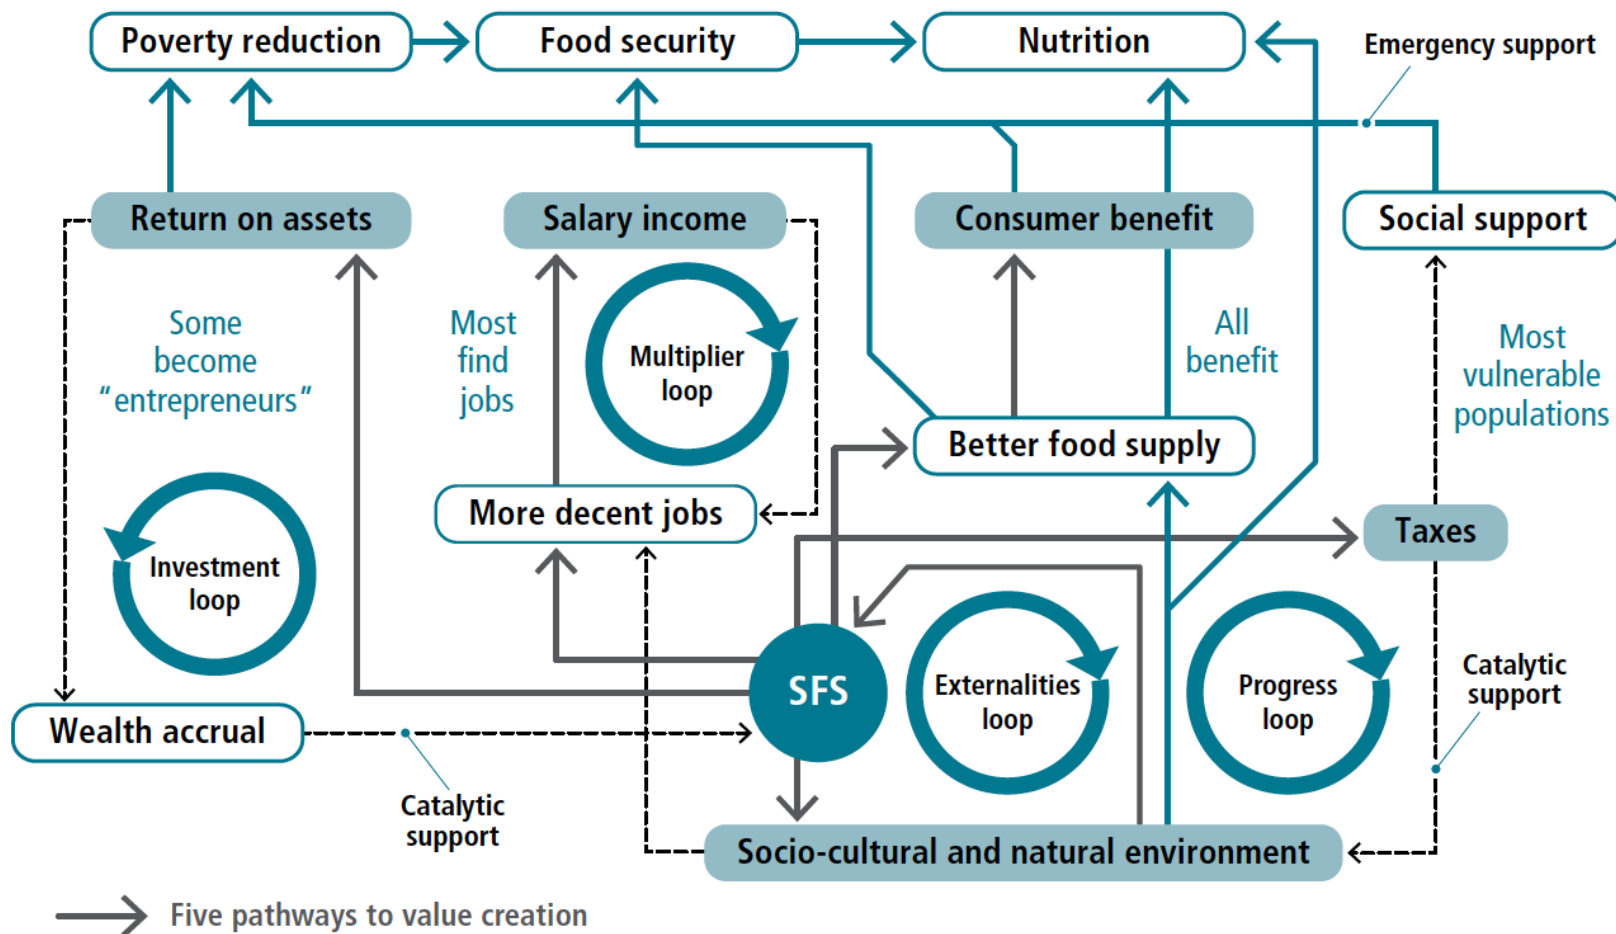 Poverty reduction
Food security
Nutrition
Emergency support
Return on assets
Salary income
Consumer benefit
Social support
Some
become
“entrepreneurs”
Most
find
jobs
Multiplier
loop
All
benefit
Most
vulnerable
populations
Better food supply
More decent jobs
Taxes
Investment
loop
SFS
Externalities
loop
Progress
loop
Catalytic
support
Wealth accrual
Catalytic
support
Socio-cultural and natural environment
Five pathways to value creation